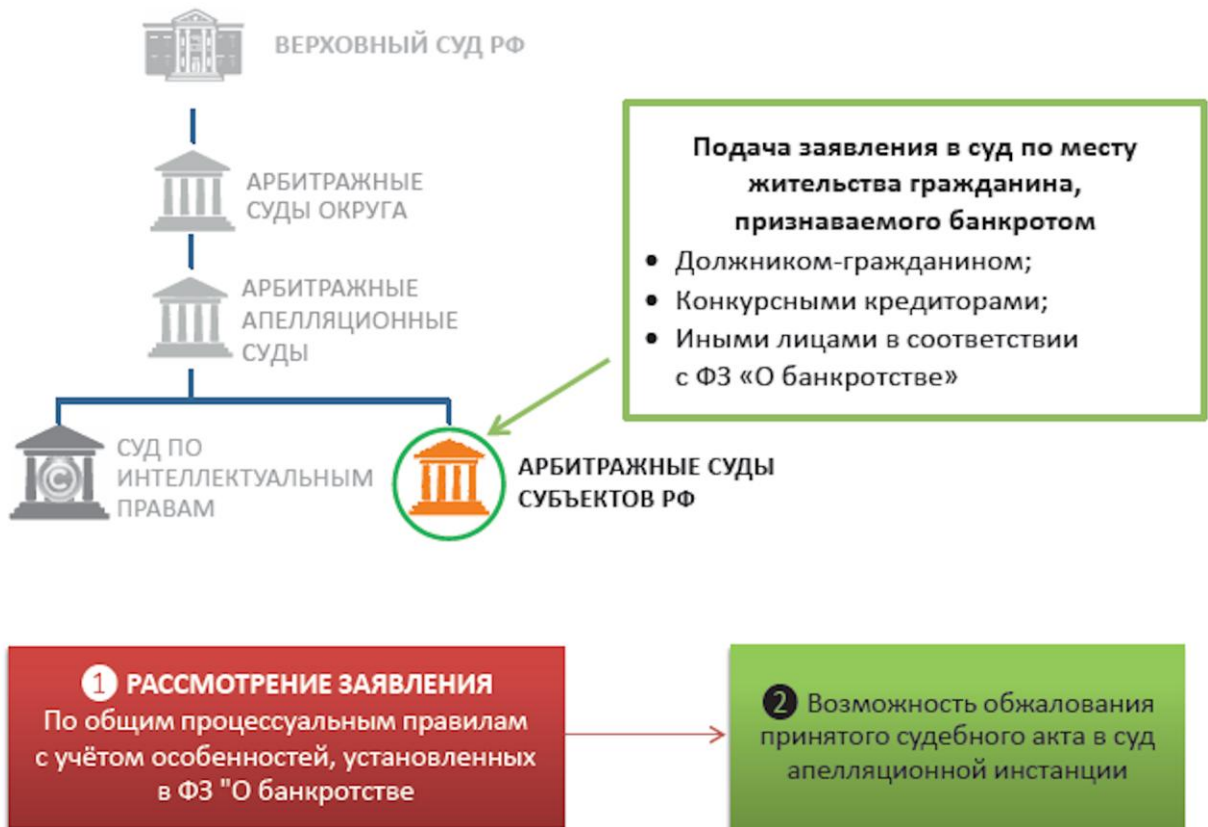 ВЕРХОВНЫЙ СУД РФ
АРБИТРАЖНЫЕ
СУДЫ ОКРУГА
АРБИТРАЖНЫЕ
АПЕЛЛЯЦИОННЫЕ
СУДЫ
Подача заявления в суд по месту
жительства гражданина,
признаваемого банкротом
• Должником-гражданином;
• Конкурсными кредиторами;
• Иными лицами в соответствии
с ФЗ «О банкротстве»
©
СУД ПО
ИНТЕЛЛЕКТУАЛЬНЫМ
ПРАВАМ
АРБИТРАЖНЫЕ СУДЫ
СУБЪЕКТОВ РФ
1 РАССМОТРЕНИЕ ЗАЯВЛЕНИЯ
По общим процессуальным правилам
с учётом особенностей, установленных
в ФЗ "О банкротстве
2 Возможность обжалования
принятого судебного акта в суд
апелляционной инстанции